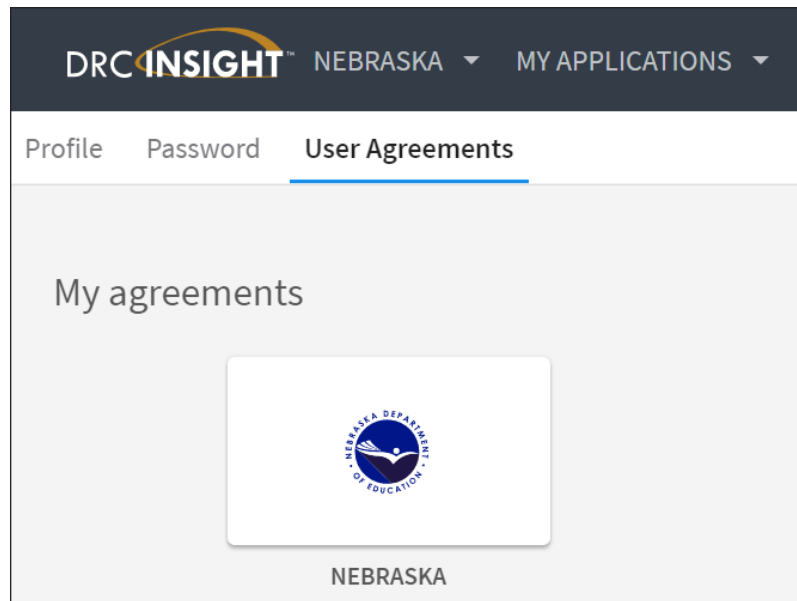 DRC INSIGHT™ NEBRASKA MY APPLICATIONS
Profile Password User Agreements
My agreements
NEBRASKA DEPARTMENT
• OF EDUCATION •
NEBRASKA